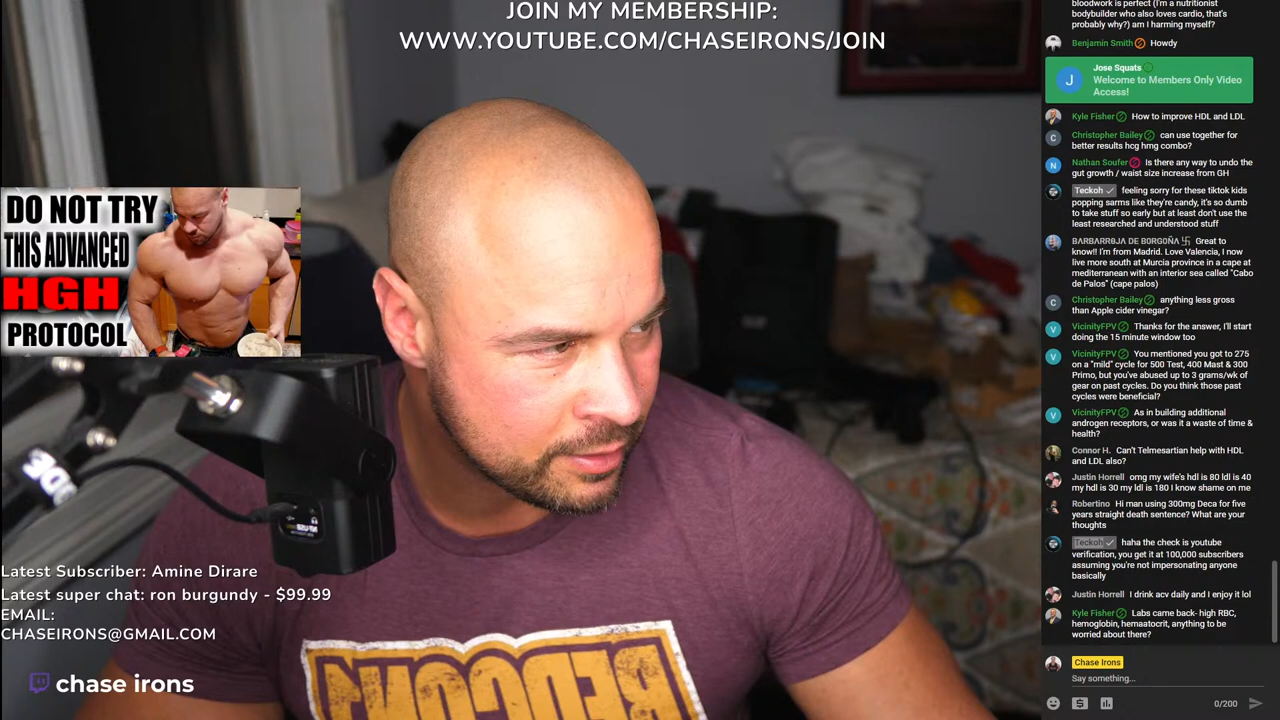 JOIN MY MEMBERSHIP:
WWW.YOUTUBE.COM/CHASEIRONS/JOIN
DO NOT TRY
THIS ADVANCED
HGH
PROTOCOL
Latest Subscriber: Amine Dirare
Latest super chat: ron burgundy - $99.99
EMAIL:
CHASEIRONS@GMAIL.COM
chase irons
bloodwork is perfect (I'm a nutritionist
bodybuilder who also loves cardio, that's
probably why?) am I harming myself?
Benjamin Smith Howdy
J
Jose Squats
Welcome to Members Only Video
Access!
Kyle Fisher How to improve HDL and LDL
C
Christopher Bailey can use together for
better results hcg hmg combo?
N
Nathan Soufer Is there any way to undo the
gut growth / waist size increase from GH
Teckoh feeling sorry for these tiktok kids
popping sarms like they're candy, it's so dumb
to take stuff so early but at least don't use the
least researched and understood stuff
BARBARRØJA DE BØRGOÑA 卐 Great to
know!! I'm from Madrid. Love Valencia, I now
live more south at Murcia province in a cape at
mediterranean with an interior sea called "Cabo
de Palos" (cape palos)
C
Christopher Bailey anything less gross
than Apple cider vinegar?
V
VicinityFPV Thanks for the answer, I'll start
doing the 15 minute window too
V
VicinityFPV You mentioned you got to 275
on a "mild" cycle for 500 Test, 400 Mast & 300
Primo, but you've abused up to 3 grams/wk of
gear on past cycles. Do you think those past
cycles were beneficial?
V
VicinityFPV As in building additional
androgen receptors, or was it a waste of time &
health?
Connor H. Can't Telmesartian help with HDL
and LDL also?
Justin Horrell omg my wife's hdl is 80 ldl is 40
my hdl is 30 my ldl is 180 I know shame on me
Robertino Hi man using 300mg Deca for five
years straight death sentence? What are your
thoughts
Teckoh haha the check is youtube
verification, you get it at 100,000 subscribers
assuming you're not impersonating anyone
basically
Justin Horrell I drink acv daily and I enjoy it lol
Kyle Fisher Labs came back- high RBC,
hemoglobin, hemaatocrit, anything to be
worried about there?
Chase Irons
Say something...
0/200